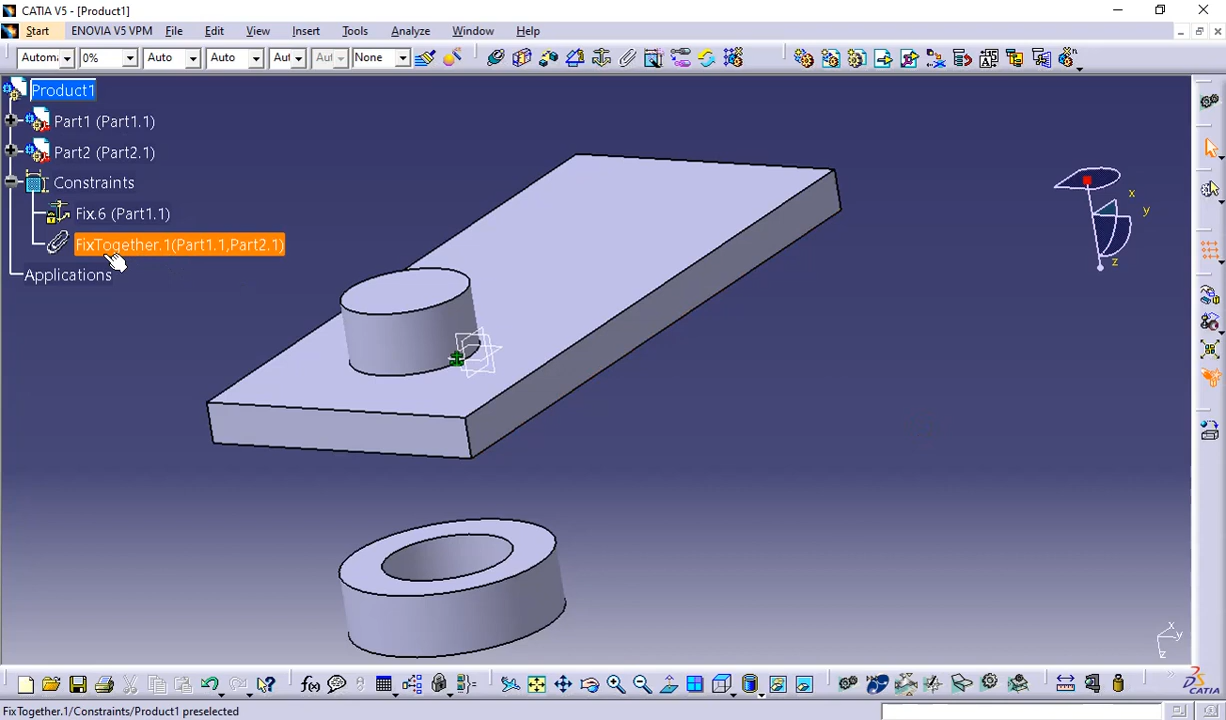 CATIA V5 - [Product1]
Start ENOVIA V5 VPM File Edit View Insert Tools Analyze Window Help
Automa 0% Auto Auto Aut Aut None
Product1
Part1 (Part1.1)
Part2 (Part2.1)
Constraints
Fix.6 (Part1.1)
FixTogether.1(Part1.1,Part2.1)
Applications
x
y
z
x
y
z
f(x)
CATIA
FixTogether.1/Constraints/Product1 preselected